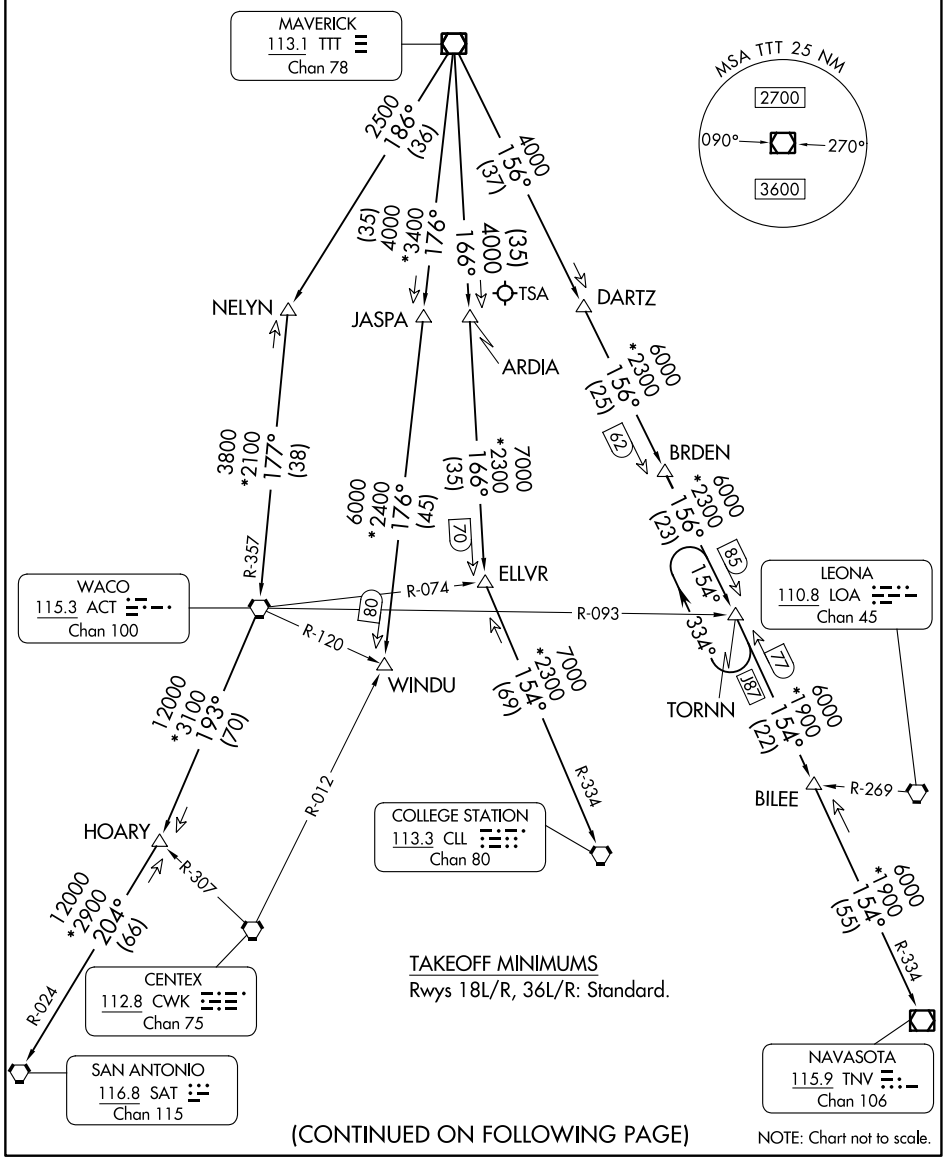 MAVERICK
113.1 TTT
Chan 78
MSA TTT 25 NM
2700
090°
270°
3600
2500
186°
(36)
(35)
4000
*3400
176°
(35)
4000
166°
4000
156°
(37)
TSA
NELYN
JASPA
ARDIA
DARTZ
6000
*2300
156°
(25)
62
BRDEN
3800
*2100
177°
(38)
6000
*2400
176°
(45)
7000
*2300
166°
(35)
6000
*2300
156°
(23)
R-357
80
70
85
WACO
115.3 ACT
Chan 100
R-074
ELLVR
R-093
R-120
WINDU
154°
334°
LEONA
110.8 LOA
Chan 45
TORNN
J87
77
12000
*3100
193°
(70)
7000
*2300
154°
(69)
6000
*1900
154°
(22)
R-012
R-334
BILEE
R-269
HOARY
R-307
COLLEGE STATION
113.3 CLL
Chan 80
12000
*2900
204°
(66)
6000
*1900
154°
(55)
R-334
R-024
CENTEX
112.8 CWK
Chan 75
TAKEOFF MINIMUMS
Rwys 18L/R, 36L/R: Standard.
SAN ANTONIO
116.8 SAT
Chan 115
NAVASOTA
115.9 TNV
Chan 106
(CONTINUED ON FOLLOWING PAGE)
NOTE: Chart not to scale.